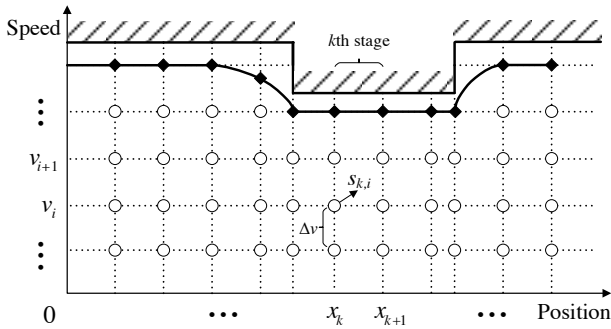 Speed
kth stage
⋮
v_{i+1}
s_{k,i}
v_i
Δv
⋮
0
•••
x_k
x_{k+1}
•••
Position